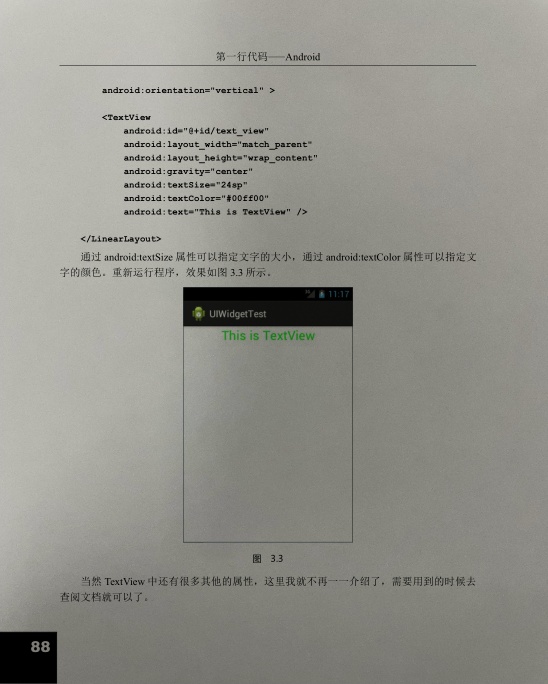 第一行代码——Android
android:orientation="vertical" >
<TextView
android:id="@+id/text_view"
android:layout_width="match_parent"
android:layout_height="wrap_content"
android:gravity="center"
android:textSize="24sp"
android:textColor="#00ff00"
android:text="This is TextView" />
</LinearLayout>
通过 android:textSize 属性可以指定文字的大小，通过 android:textColor 属性可以指定文
字的颜色。重新运行程序，效果如图 3.3 所示。
11:17
UIWidgetTest
This is TextView
图 3.3
当然 TextView 中还有很多其他的属性，这里我就不再一一介绍了，需要用到的时候去
查阅文档就可以了。
88